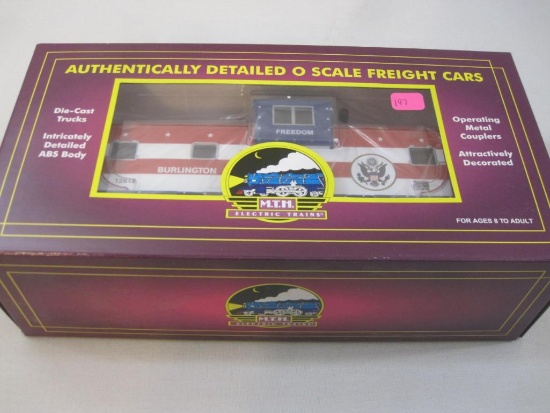 AUTHENTICALLY DETAILED O SCALE FREIGHT CARS
Die-Cast
Trucks
Intricately
Detailed
ABS Body
197
FREEDOM
BURLINGTON
Operating
Metal
Couplers
Attractively
Decorated
M.T.H.
ELECTRIC TRAINS
FOR AGES 8 TO ADULT
M.T.H.
ELECTRIC TRAINS